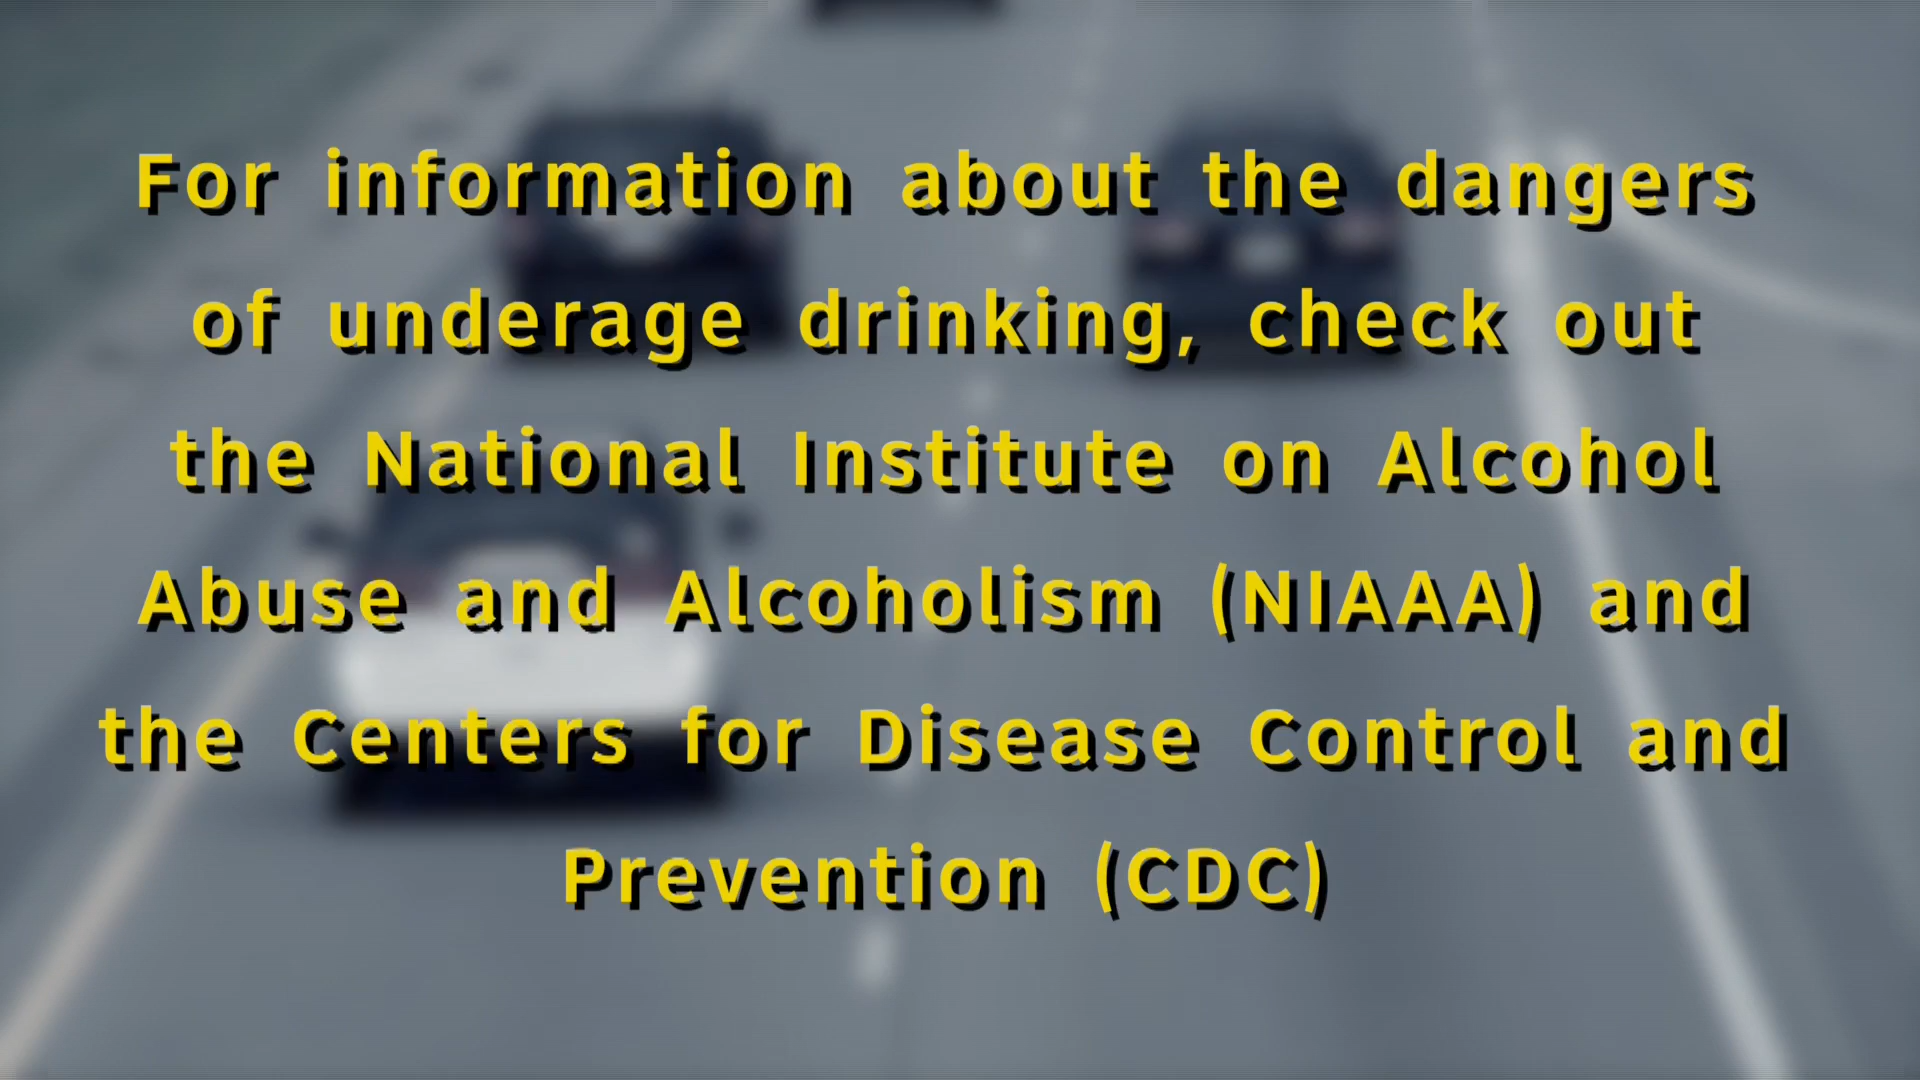 For information about the dangers
of underage drinking, check out
the National Institute on Alcohol
Abuse and Alcoholism (NIAAA) and
the Centers for Disease Control and
Prevention (CDC)